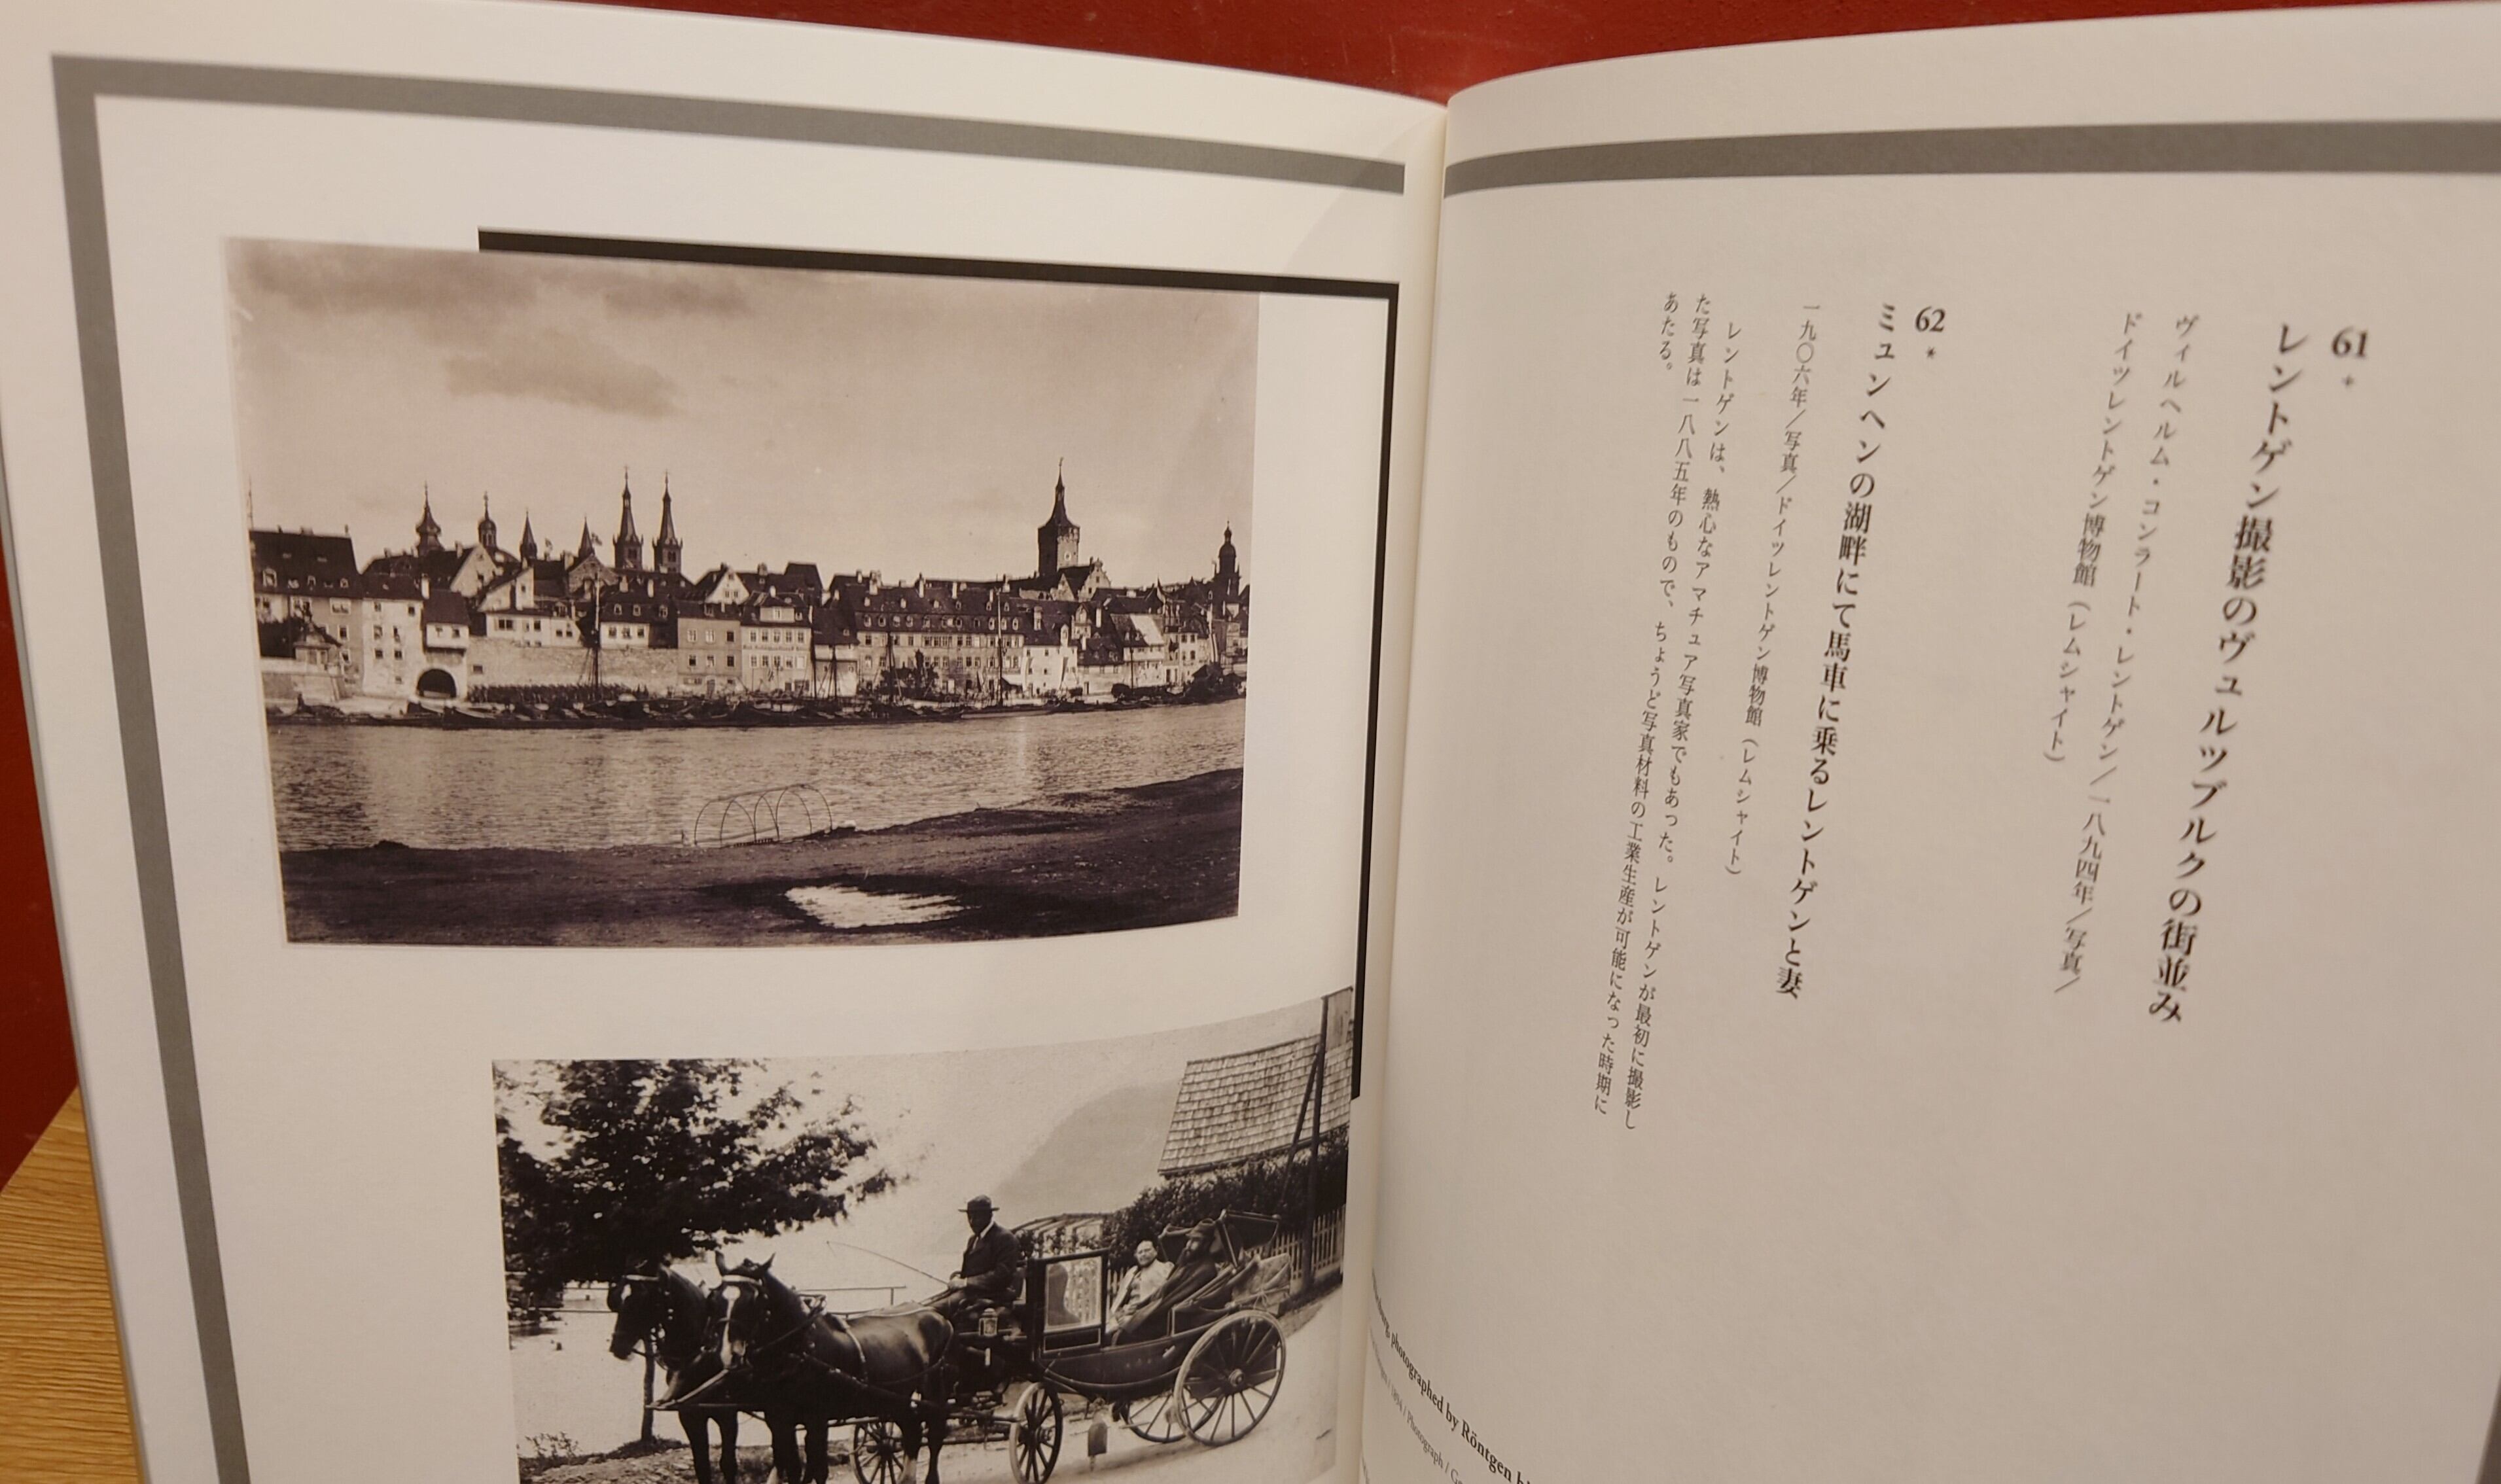 61*
レントゲン撮影のヴュルツブルクの街並み
ヴィルヘルム・コンラート・レントゲン/一八九四年/写真/
ドイツレントゲン博物館(レムシャイト)
62*
ミュンヘンの湖畔にて馬車に乗るレントゲンと妻
一九〇六年/写真/ドイツレントゲン博物館(レムシャイト)
レントゲンは、熱心なアマチュア写真家でもあった。レントゲンが最初に撮影し
た写真は一八八五年のもので、ちょうど写真材料の工業生産が可能になった時期に
あたる。
photographed by Röntgen
1894 / Photograph /